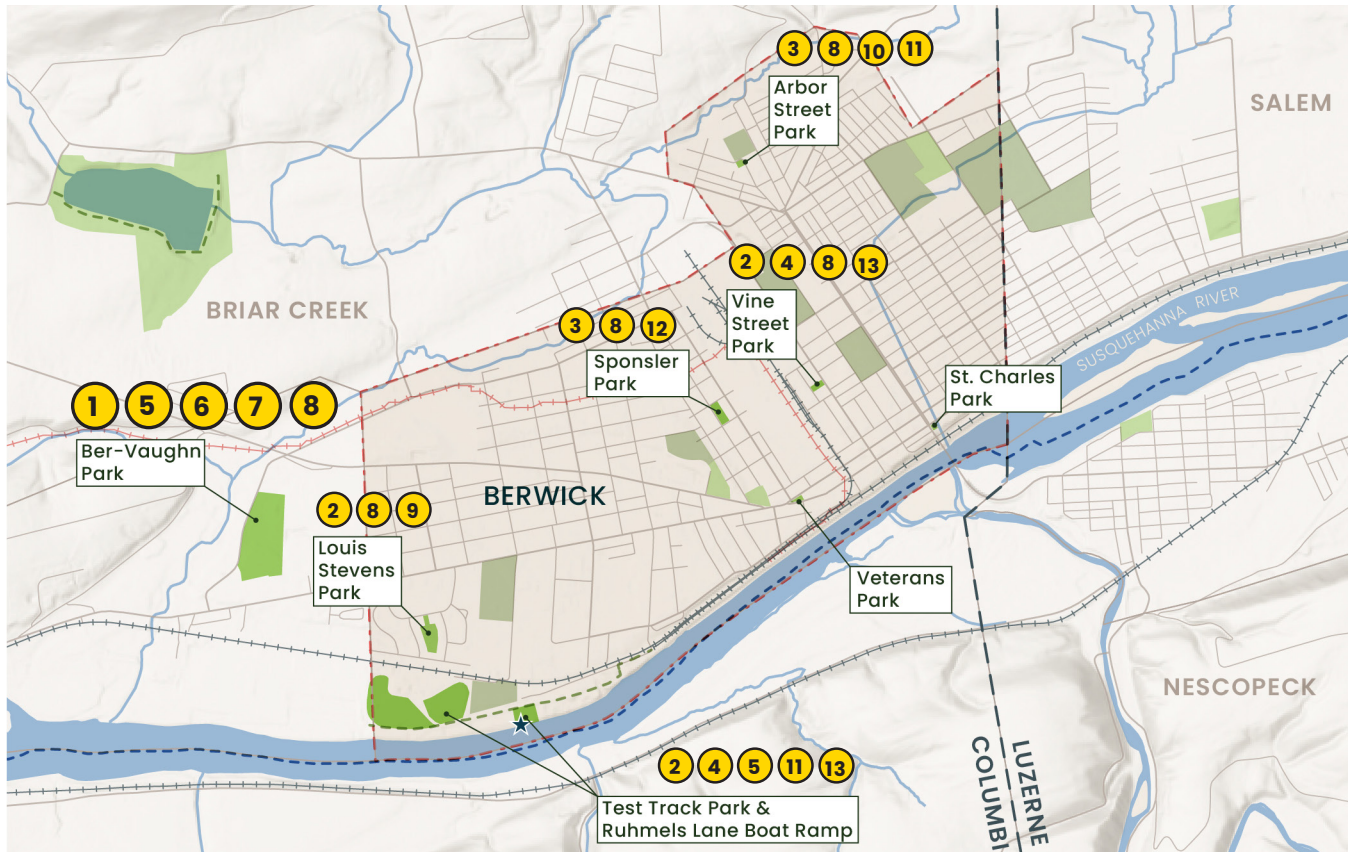 3 8 10 11
Arbor
Street
Park
SALEM
2 4 8 13
Vine
Street
Park
SUSQUEHANNA RIVER
BRIAR CREEK
3 8 12
Sponsler
Park
St. Charles
Park
1 5 6 7 8
Ber-Vaughn
Park
BERWICK
2 8 9
Louis
Stevens
Park
Veterans
Park
NESCOPECK
2 4 5 11 13
Test Track Park &
Ruhmels Lane Boat Ramp
LUZERNE
COLUMBI